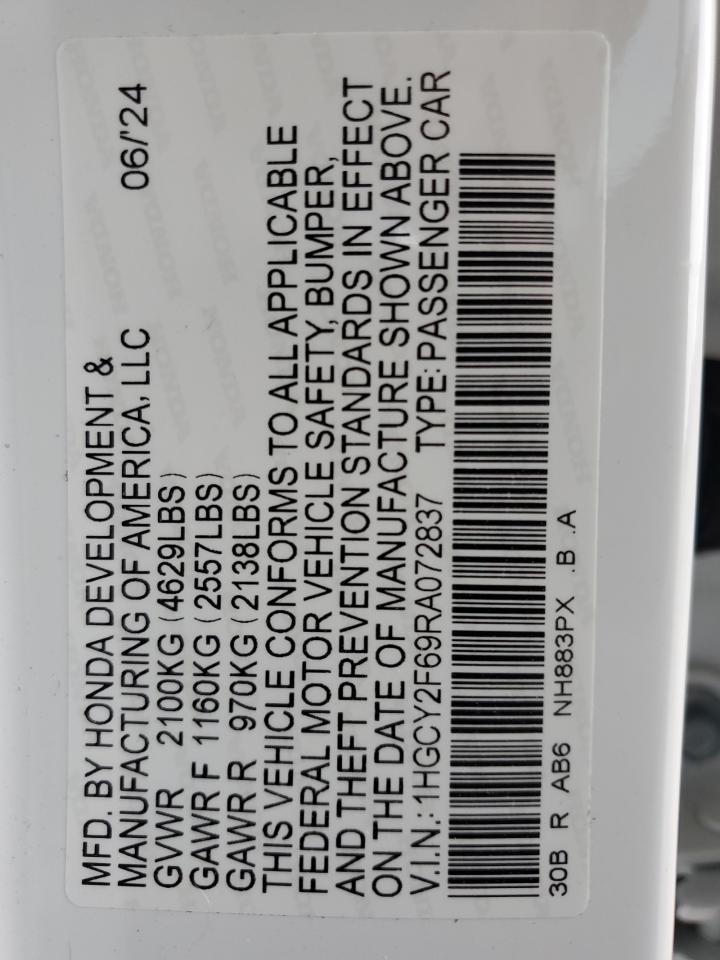 MFD. BY HONDA DEVELOPMENT &
MANUFACTURING OF AMERICA, LLC 06/'24
GVWR 2100KG (4629LBS)
GAWR F 1160KG (2557LBS)
GAWR R 970KG (2138LBS)
THIS VEHICLE CONFORMS TO ALL APPLICABLE
FEDERAL MOTOR VEHICLE SAFETY, BUMPER,
AND THEFT PREVENTION STANDARDS IN EFFECT
ON THE DATE OF MANUFACTURE SHOWN ABOVE.
V.I.N.: 1HGCY2F69RA072837 TYPE: PASSENGER CAR
30B R AB6 NH883PX .B .A